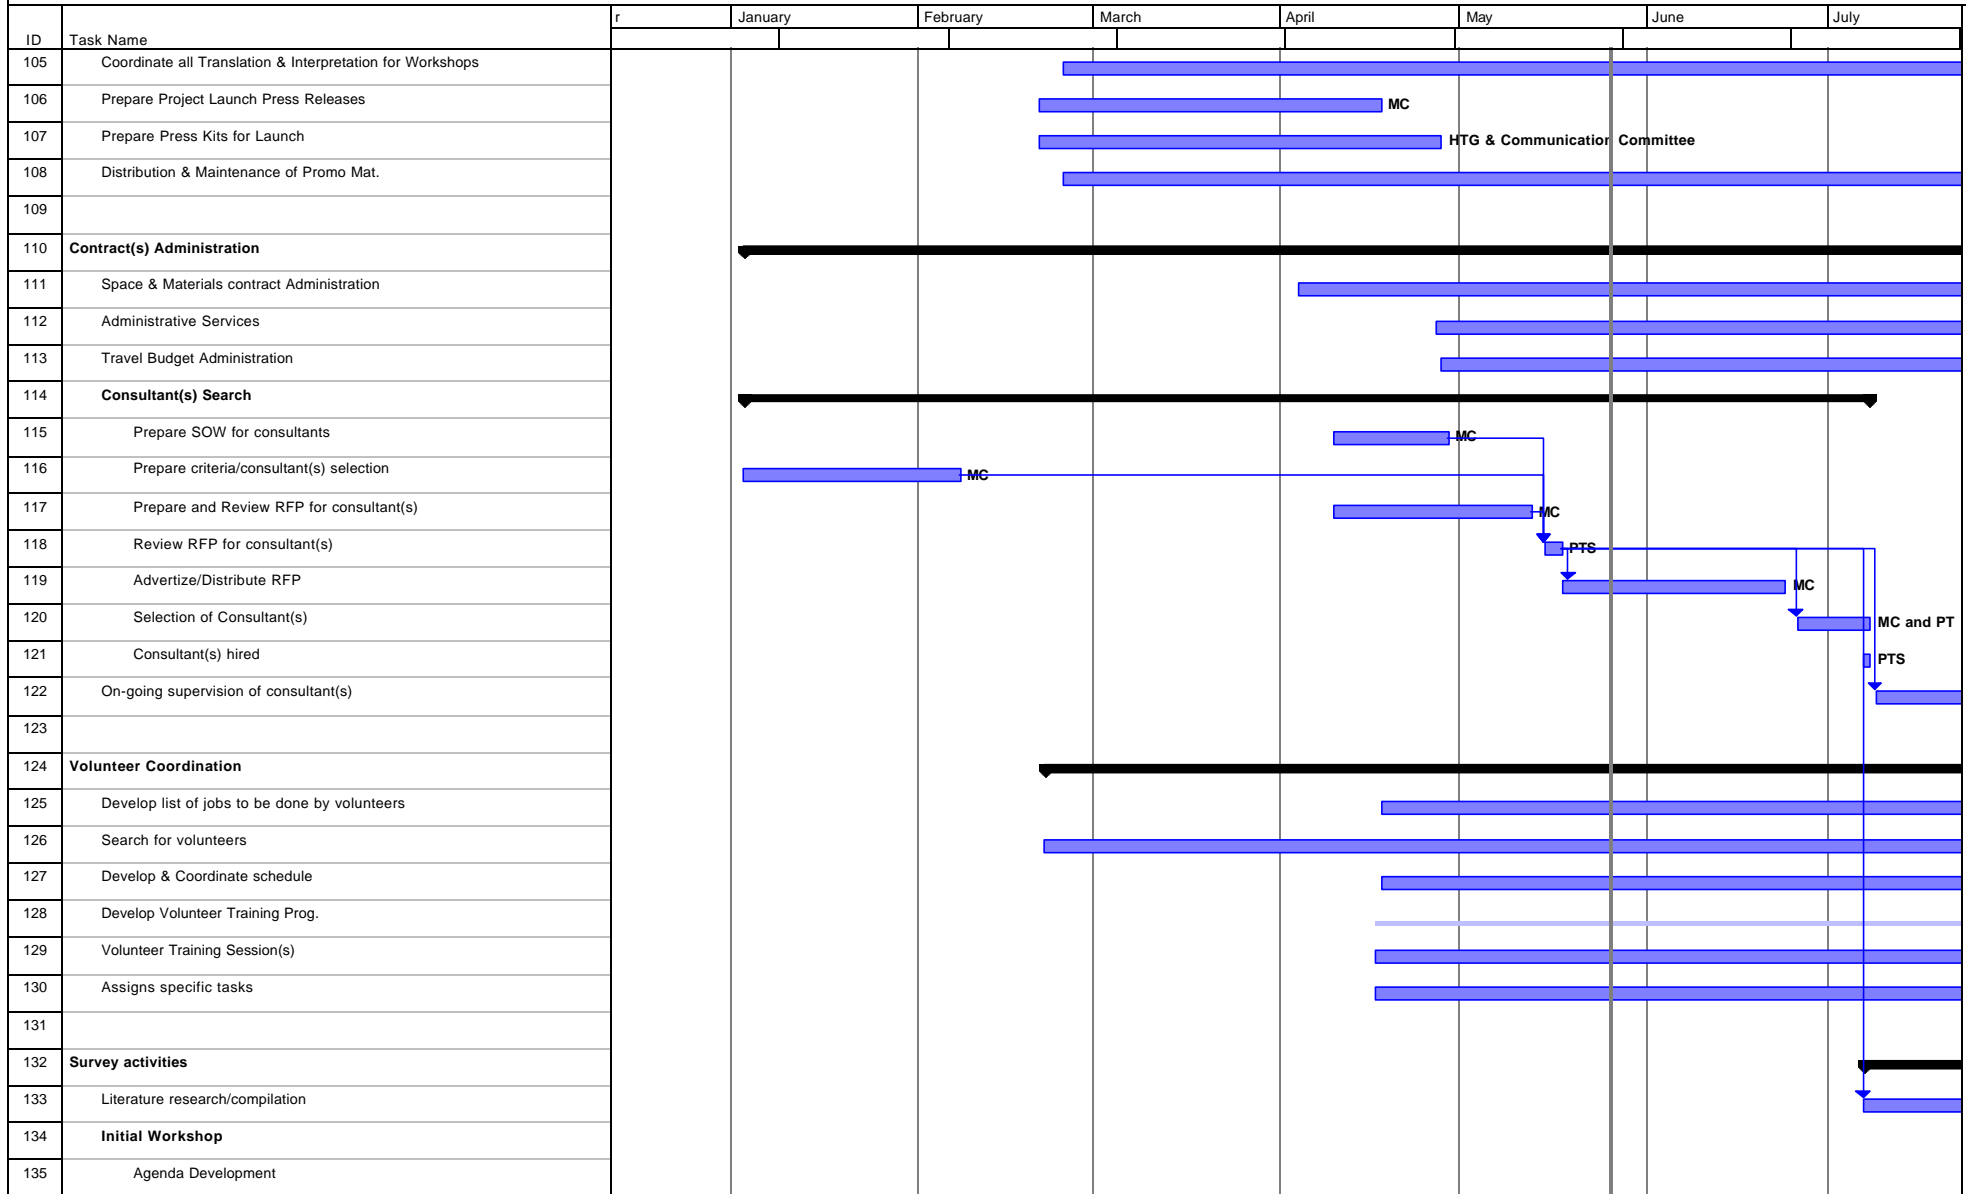 r January February March April May June July
ID Task Name
105 Coordinate all Translation & Interpretation for Workshops
106 Prepare Project Launch Press Releases MC
107 Prepare Press Kits for Launch HTG & Communication Committee
108 Distribution & Maintenance of Promo Mat.
109
110 Contract(s) Administration
111 Space & Materials contract Administration
112 Administrative Services
113 Travel Budget Administration
114 Consultant(s) Search
115 Prepare SOW for consultants MC
116 Prepare criteria/consultant(s) selection MC
117 Prepare and Review RFP for consultant(s) MC
118 Review RFP for consultant(s) PTS
119 Advertize/Distribute RFP MC
120 Selection of Consultant(s) MC and PT
121 Consultant(s) hired PTS
122 On-going supervision of consultant(s)
123
124 Volunteer Coordination
125 Develop list of jobs to be done by volunteers
126 Search for volunteers
127 Develop & Coordinate schedule
128 Develop Volunteer Training Prog.
129 Volunteer Training Session(s)
130 Assigns specific tasks
131
132 Survey activities
133 Literature research/compilation
134 Initial Workshop
135 Agenda Development